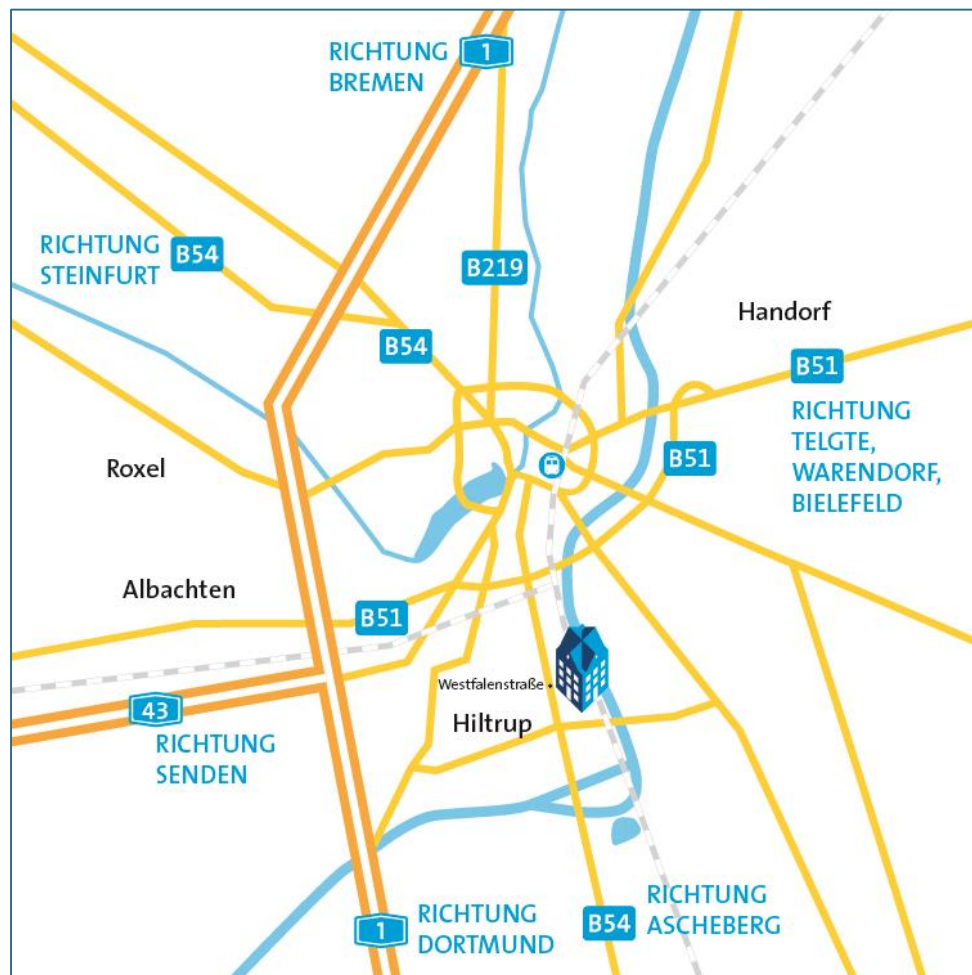 RICHTUNG
BREMEN
1
RICHTUNG
STEINFURT
B54
B219
Handorf
B54
B51
RICHTUNG
TELGTE,
WARENDORF,
BIELEFELD
B51
Roxel
Albachten
B51
Westfalenstraße
Hiltrup
43
RICHTUNG
SENDEN
1
RICHTUNG
DORTMUND
B54
RICHTUNG
ASCHEBERG